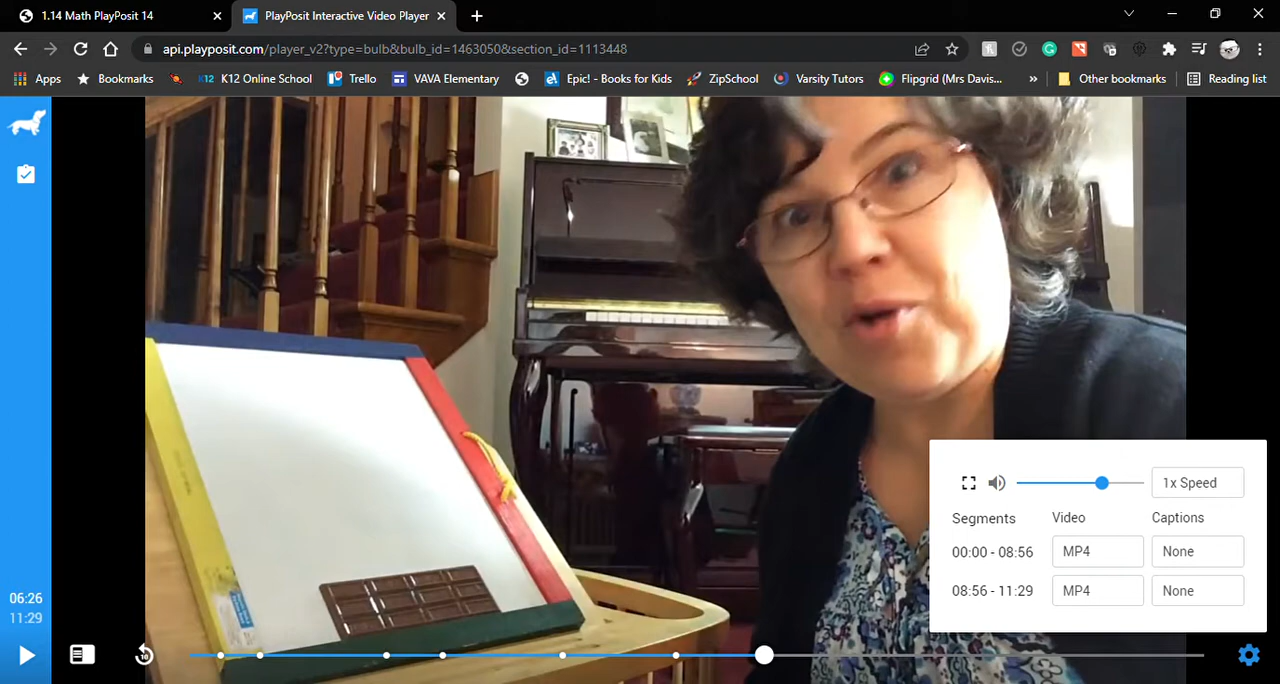 1.14 Math PlayPosit 14
PlayPosit Interactive Video Player
api.playposit.com/player_v2?type=bulb&bulb_id=1463050&section_id=1113448
Apps Bookmarks K12 K12 Online School Trello VAVA Elementary Epic! - Books for Kids ZipSchool Varsity Tutors Flipgrid (Mrs Davis... » Other bookmarks Reading list
1x Speed
Segments Video Captions
00:00 - 08:56 MP4 None
08:56 - 11:29 MP4 None
06:26
11:29
10